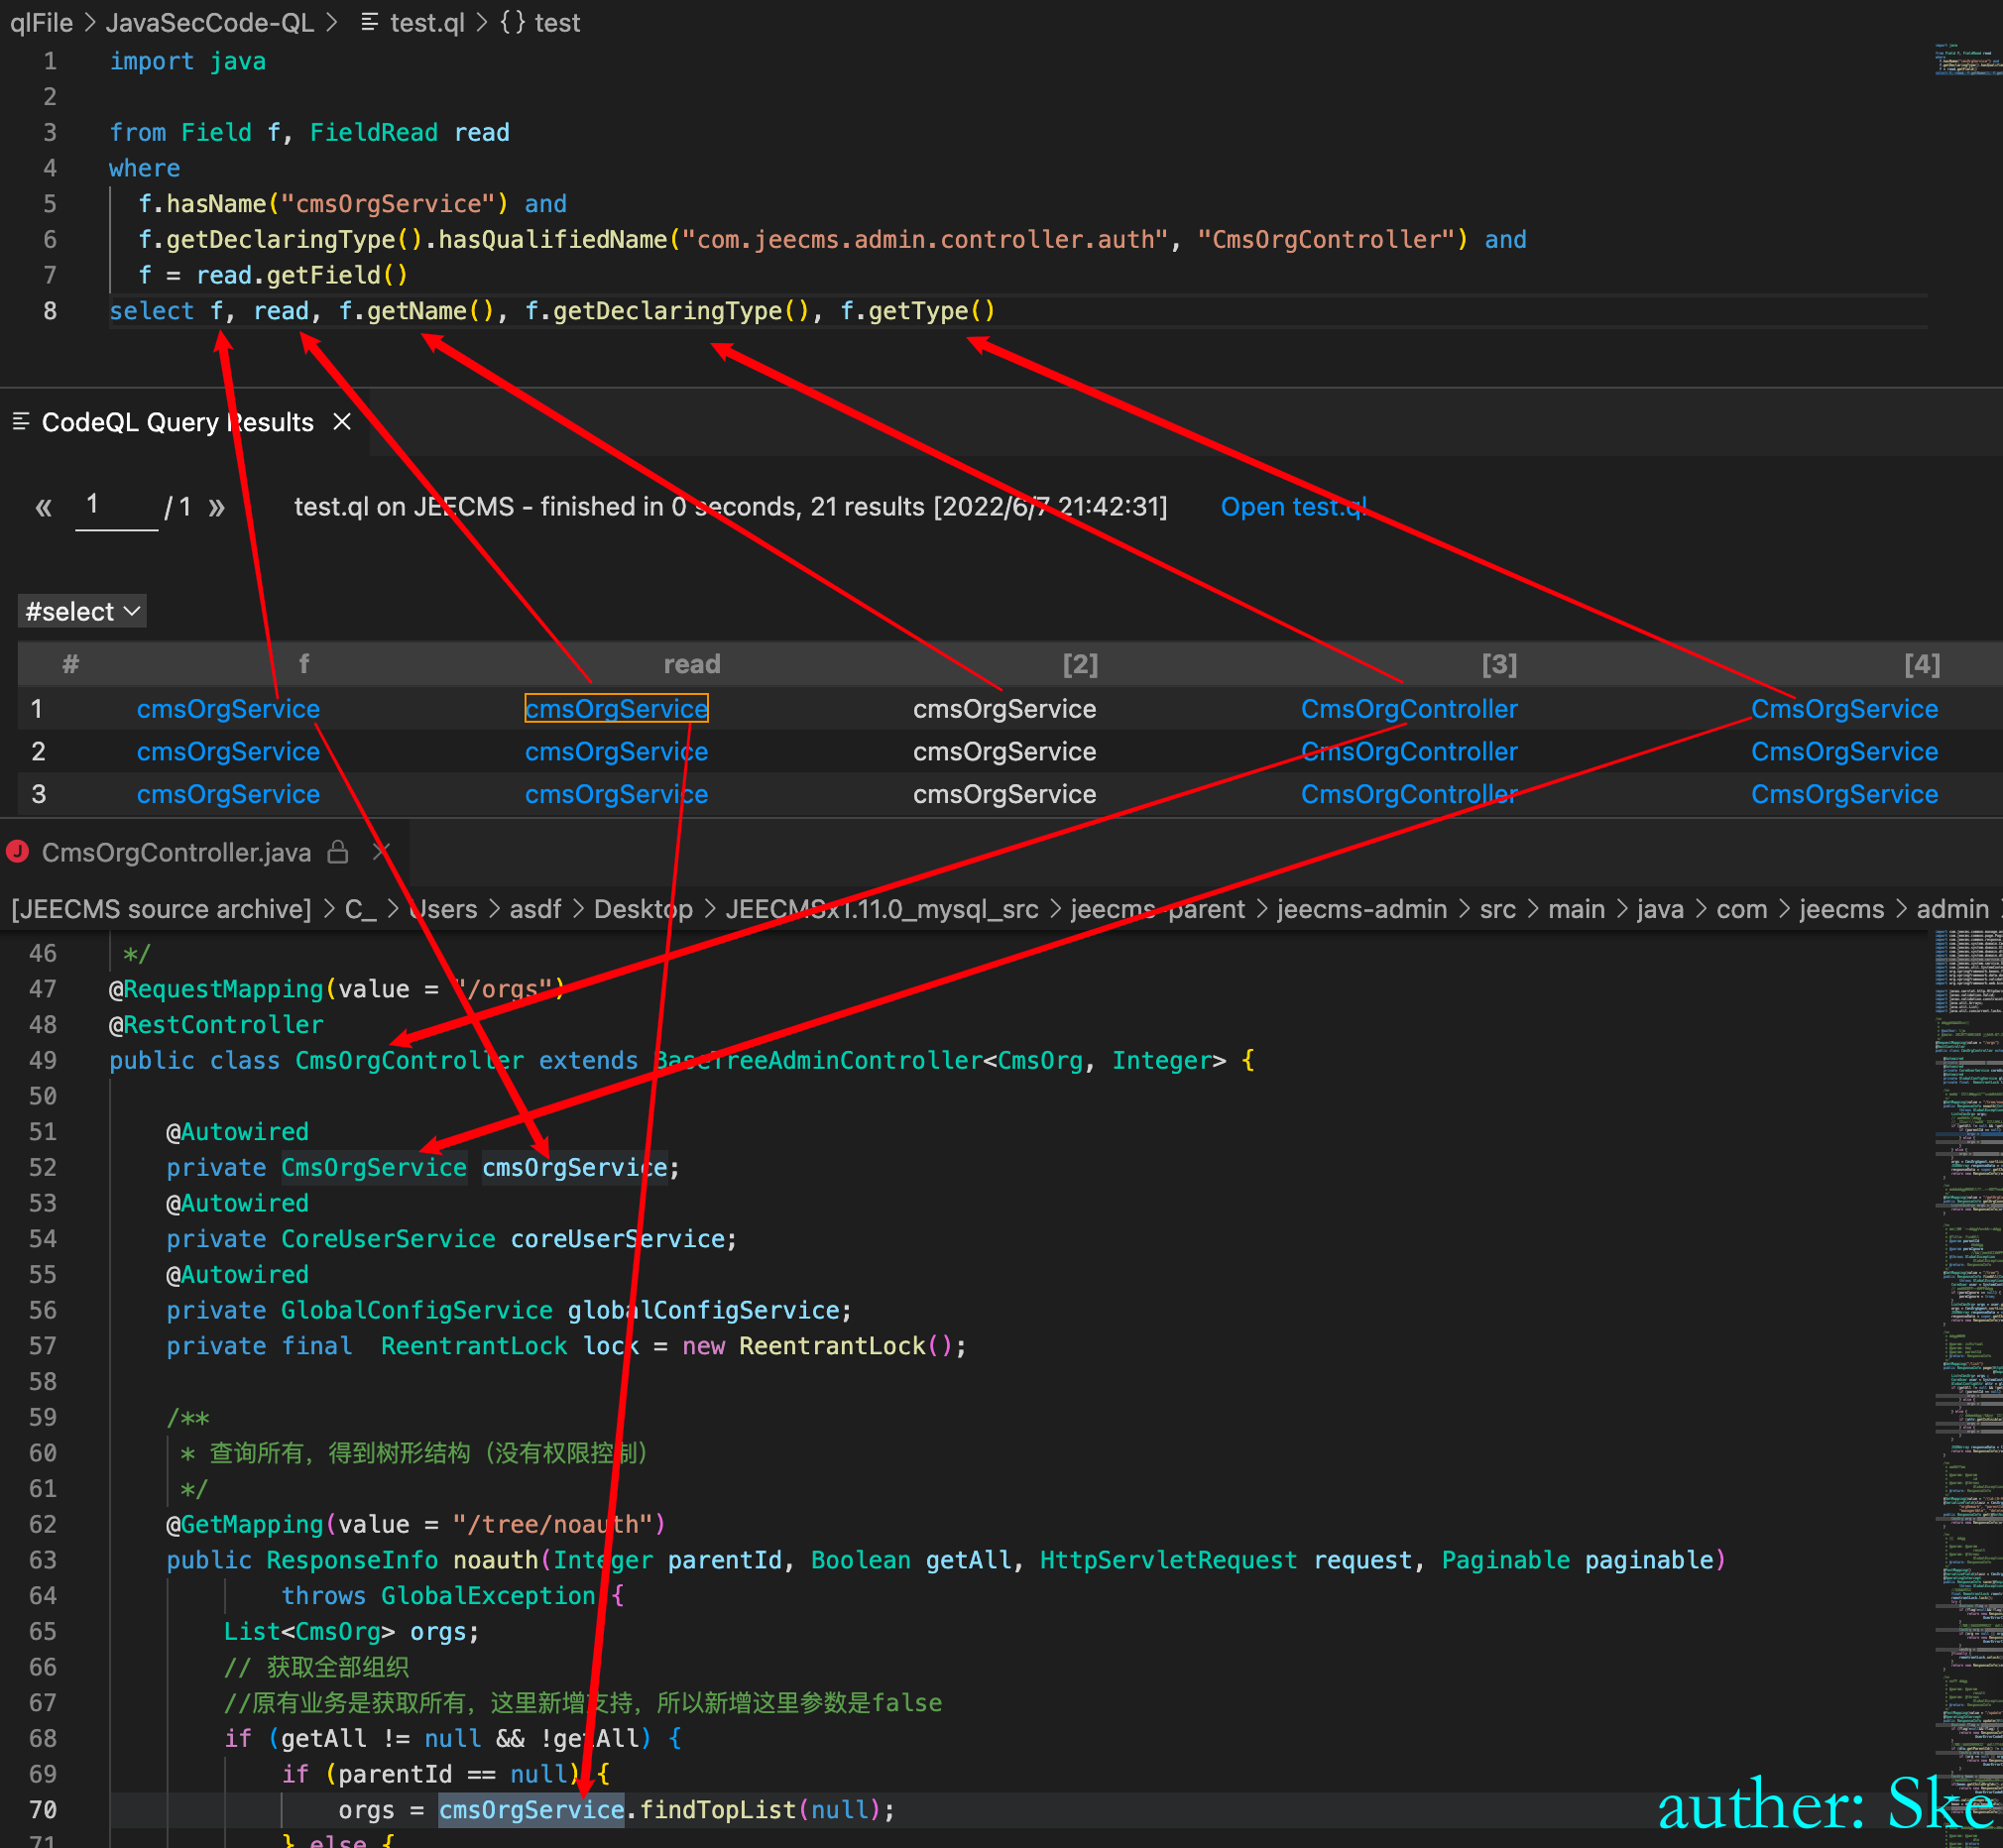 qlFile > JavaSecCode-QL > test.ql > {} test
1 import java
2
3 from Field f, FieldRead read
4 where
5 f.hasName("cmsOrgService") and
6 f.getDeclaringType().hasQualifiedName("com.jeecms.admin.controller.auth", "CmsOrgController") and
7 f = read.getField()
8 select f, read, f.getName(), f.getDeclaringType(), f.getType()
CodeQL Query Results
« 1 / 1 » test.ql on JEECMS - finished in 0 seconds, 21 results [2022/6/7 21:42:31] Open test.ql
#select
# f read [2] [3] [4]
1 cmsOrgService cmsOrgService cmsOrgService CmsOrgController CmsOrgService
2 cmsOrgService cmsOrgService cmsOrgService CmsOrgController CmsOrgService
3 cmsOrgService cmsOrgService cmsOrgService CmsOrgController CmsOrgService
J CmsOrgController.java
[JEECMS source archive] > C_ > Users > asdf > Desktop > JEECMSx1.11.0_mysql_src > jeecms-parent > jeecms-admin > src > main > java > com > jeecms > admin
46 */
47 @RequestMapping(value = "/orgs")
48 @RestController
49 public class CmsOrgController extends BaseTreeAdminController<CmsOrg, Integer> {
50
51 @Autowired
52 private CmsOrgService cmsOrgService;
53 @Autowired
54 private CoreUserService coreUserService;
55 @Autowired
56 private GlobalConfigService globalConfigService;
57 private final  ReentrantLock lock = new ReentrantLock();
58
59 /**
60 * 查询所有，得到树形结构（没有权限控制）
61 */
62 @GetMapping(value = "/tree/noauth")
63 public ResponseInfo noauth(Integer parentId, Boolean getAll, HttpServletRequest request, Paginable paginable)
64 throws GlobalException {
65 List<CmsOrg> orgs;
66 // 获取全部组织
67 //原有业务是获取所有，这里新增支持，所以新增这里参数是false
68 if (getAll != null && !getAll) {
69 if (parentId == null) {
70 orgs = cmsOrgService.findTopList(null);
71 } else {
auther: Ske